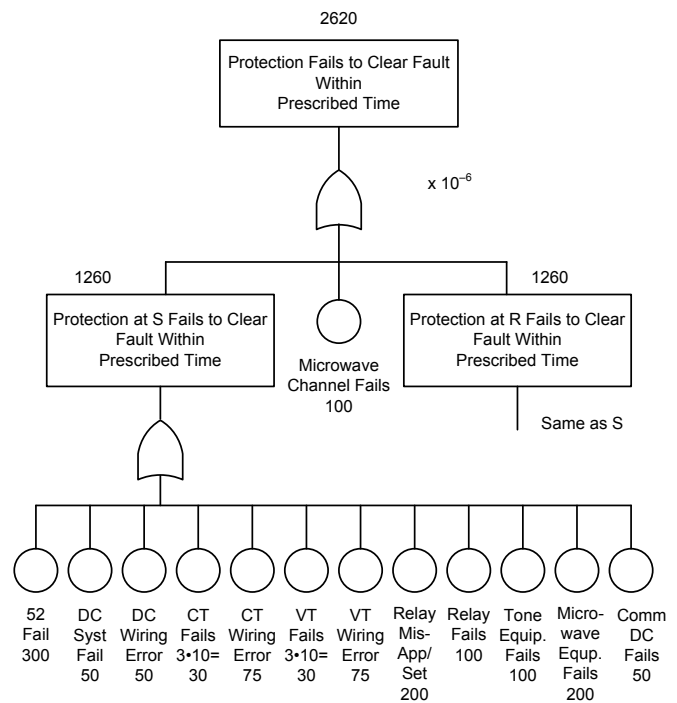 2620
Protection Fails to Clear Fault
Within
Prescribed Time
x 10⁻⁶
1260
Protection at S Fails to Clear
Fault Within
Prescribed Time
Microwave
Channel Fails
100
1260
Protection at R Fails to Clear
Fault Within
Prescribed Time
Same as S
52
Fail
300
DC
Syst
Fail
50
DC
Wiring
Error
50
CT
Fails
3•10=
30
CT
Wiring
Error
75
VT
Fails
3•10=
30
VT
Wiring
Error
75
Relay
Mis-
App/
Set
200
Relay
Fails
100
Tone
Equip.
Fails
100
Micro-
wave
Equp.
Fails
200
Comm
DC
Fails
50